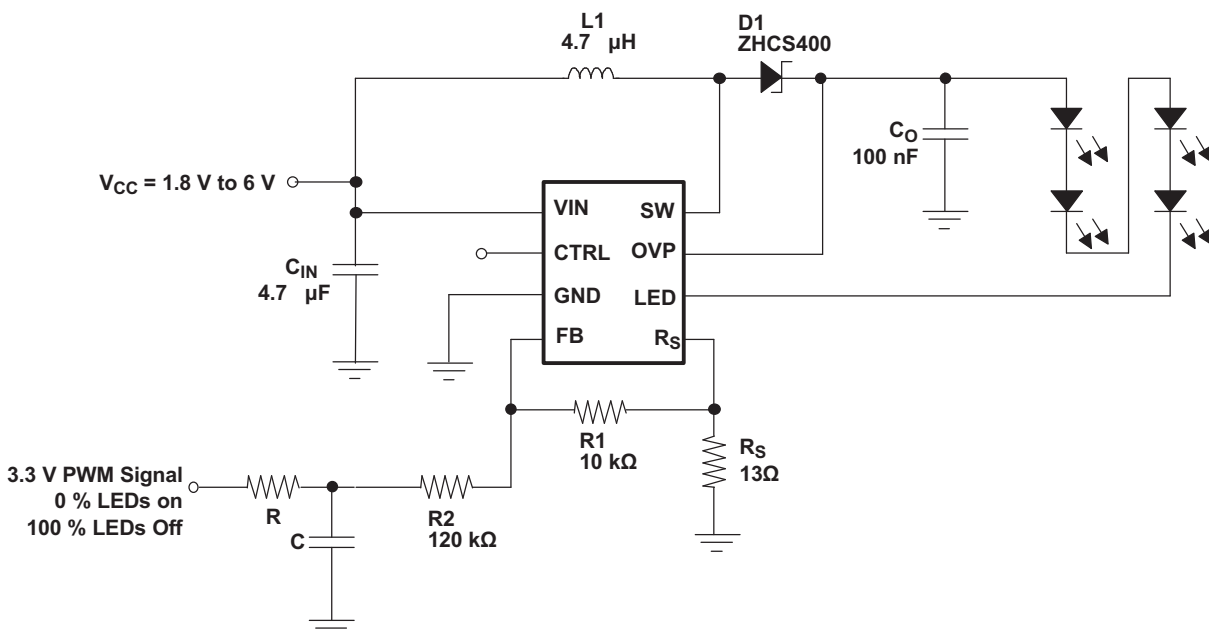 L1
4.7 µH
D1
ZHCS400
CO
100 nF
VCC = 1.8 V to 6 V
VIN
SW
CTRL
OVP
CIN
4.7 µF
GND
LED
FB
RS
R1
10 kΩ
RS
13Ω
3.3 V PWM Signal
0 % LEDs on
100 % LEDs Off
R
C
R2
120 kΩ